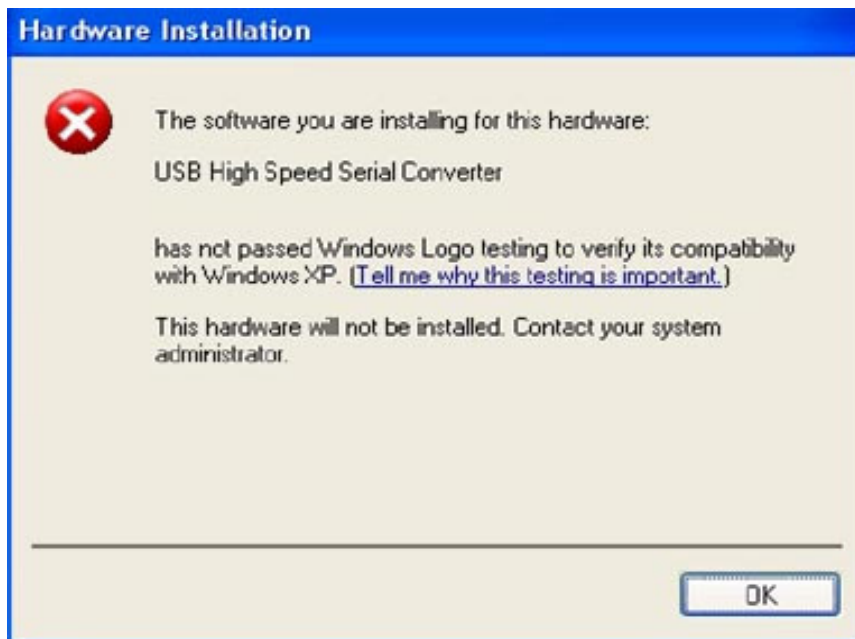 Hardware Installation
The software you are installing for this hardware:
USB High Speed Serial Converter
has not passed Windows Logo testing to verify its compatibility
with Windows XP. (Tell me why this testing is important.)
This hardware will not be installed. Contact your system
administrator.
OK